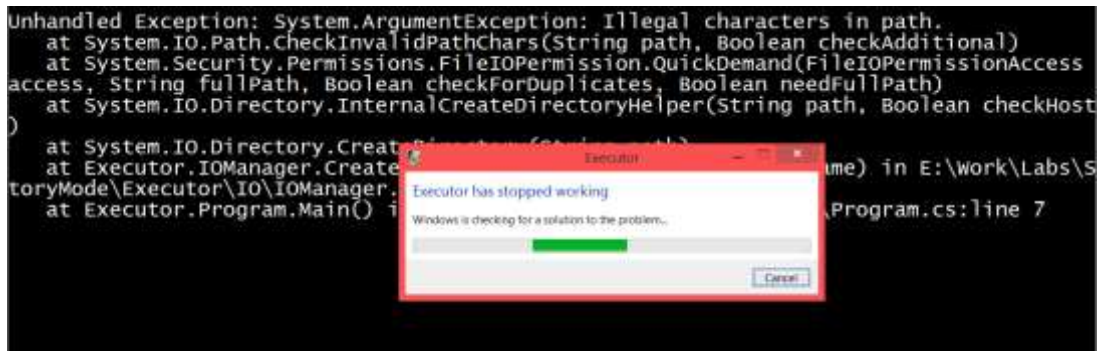 Unhandled Exception: System.ArgumentException: Illegal characters in path.
at System.IO.Path.CheckInvalidPathChars(String path, Boolean checkAdditional)
at System.Security.Permissions.FileIOPermission.QuickDemand(FileIOPermissionAccess
access, String fullPath, Boolean checkForDuplicates, Boolean needFullPath)
at System.IO.Directory.InternalCreateDirectoryHelper(String path, Boolean checkHost
)
at System.IO.Directory.Creat
at Executor.IOManager.Create
ame) in E:\Work\Labs\S
toryMode\Executor\IO\IOManager.
at Executor.Program.Main() i
\Program.cs:line 7
Executor
Executor has stopped working
Windows is checking for a solution to the problem...
Cancel